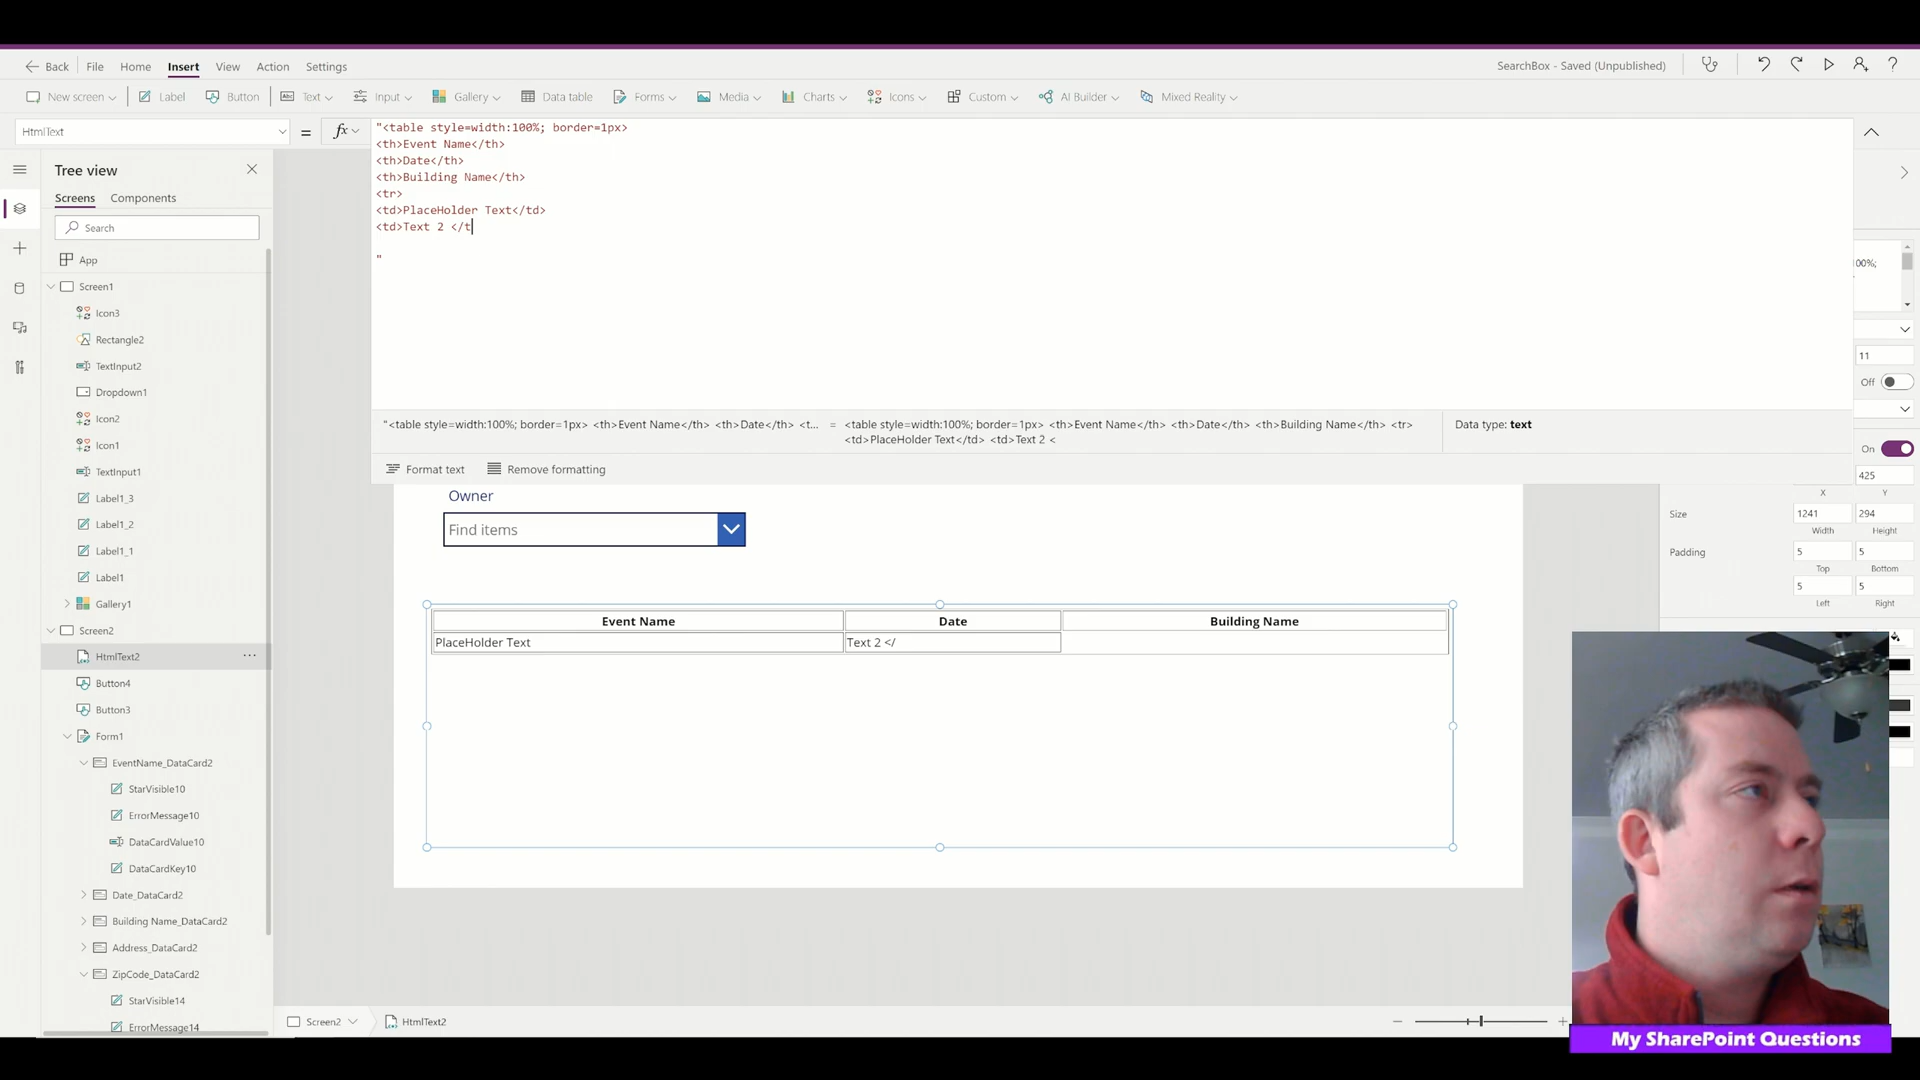 Back File Home Insert View Action Settings SearchBox - Saved (Unpublished)
New screen Label Button Text Input Gallery Data table Forms Media Charts Icons Custom AI Builder Mixed Reality
HtmlText = fx
"<table style=width:100%; border=1px>
<th>Event Name</th>
<th>Date</th>
<th>Building Name</th>
<tr>
<td>PlaceHolder Text</td>
<td>Text 2 </t
"
"<table style=width:100%; border=1px> <th>Event Name</th> <th>Date</th> <t... = <table style=width:100%; border=1px> <th>Event Name</th> <th>Date</th> <th>Building Name</th> <tr>
<td>PlaceHolder Text</td> <td>Text 2 <
Data type: text
Format text Remove formatting
Tree view
Screens Components
Search
App
Screen1
Icon3
Rectangle2
TextInput2
Dropdown1
Icon2
Icon1
TextInput1
Label1_3
Label1_2
Label1_1
Label1
Gallery1
Screen2
HtmlText2 ...
Button4
Button3
Form1
EventName_DataCard2
StarVisible10
ErrorMessage10
DataCardValue10
DataCardKey10
Date_DataCard2
Building Name_DataCard2
Address_DataCard2
ZipCode_DataCard2
StarVisible14
ErrorMessage14
Owner
Find items
Event Name Date Building Name
PlaceHolder Text Text 2 </
Screen2 HtmlText2
100%;
11
Off
On
425
X Y
Size 1241 294
Width Height
Padding 5 5
Top Bottom
5 5
Left Right
My SharePoint Questions